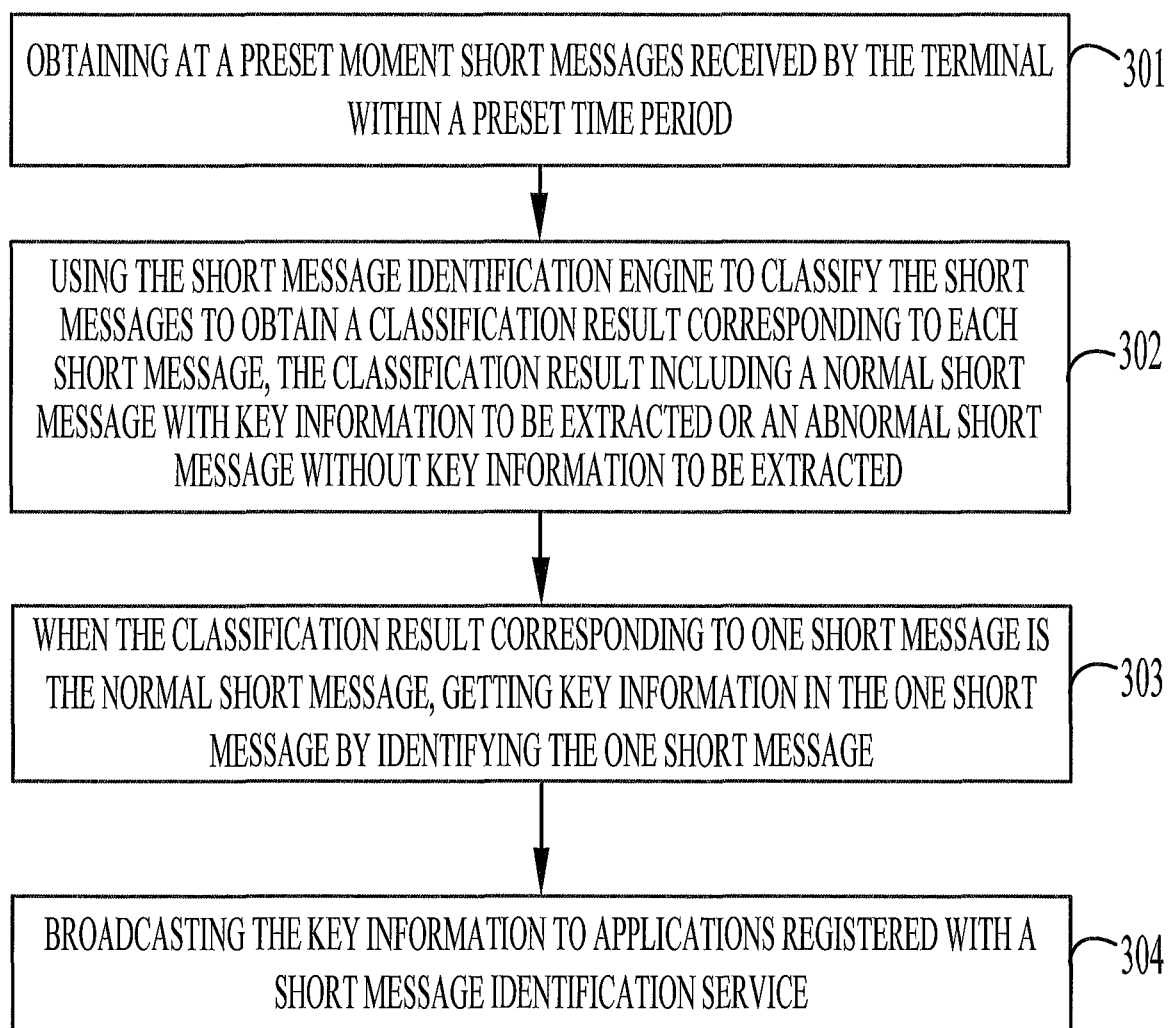 OBTAINING AT A PRESET MOMENT SHORT MESSAGES RECEIVED BY THE TERMINAL
WITHIN A PRESET TIME PERIOD
301
USING THE SHORT MESSAGE IDENTIFICATION ENGINE TO CLASSIFY THE SHORT
MESSAGES TO OBTAIN A CLASSIFICATION RESULT CORRESPONDING TO EACH
SHORT MESSAGE, THE CLASSIFICATION RESULT INCLUDING A NORMAL SHORT
MESSAGE WITH KEY INFORMATION TO BE EXTRACTED OR AN ABNORMAL SHORT
MESSAGE WITHOUT KEY INFORMATION TO BE EXTRACTED
302
WHEN THE CLASSIFICATION RESULT CORRESPONDING TO ONE SHORT MESSAGE IS
THE NORMAL SHORT MESSAGE, GETTING KEY INFORMATION IN THE ONE SHORT
MESSAGE BY IDENTIFYING THE ONE SHORT MESSAGE
303
BROADCASTING THE KEY INFORMATION TO APPLICATIONS REGISTERED WITH A
SHORT MESSAGE IDENTIFICATION SERVICE
304